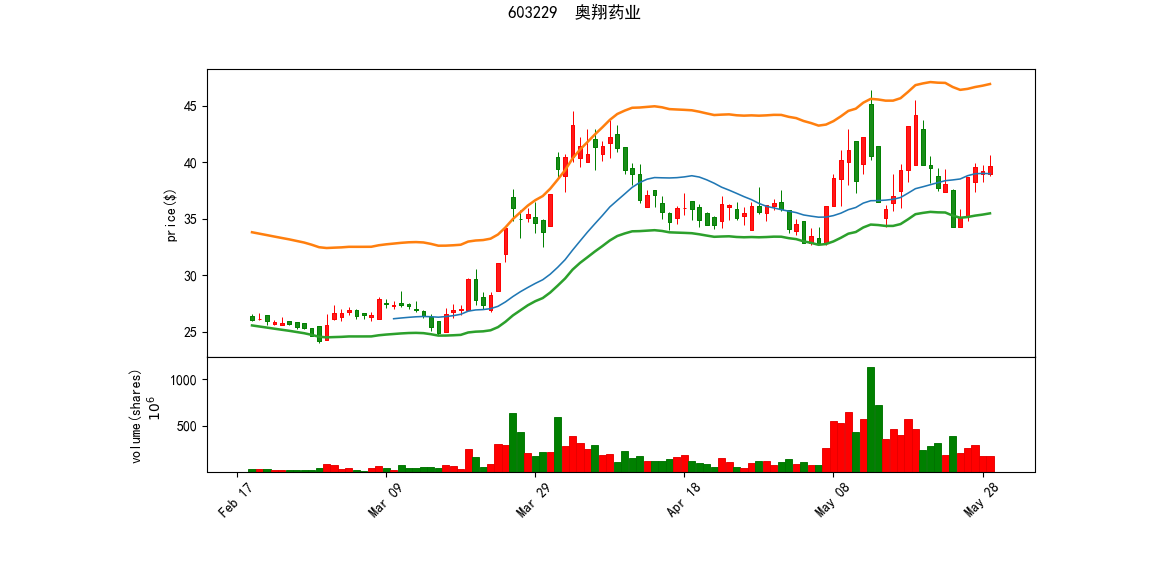 603229 奥翔药业
price($)
45
40
35
30
25
volume(shares)
10^6
1000
500
Feb 17
Mar 09
Mar 29
Apr 18
May 08
May 28